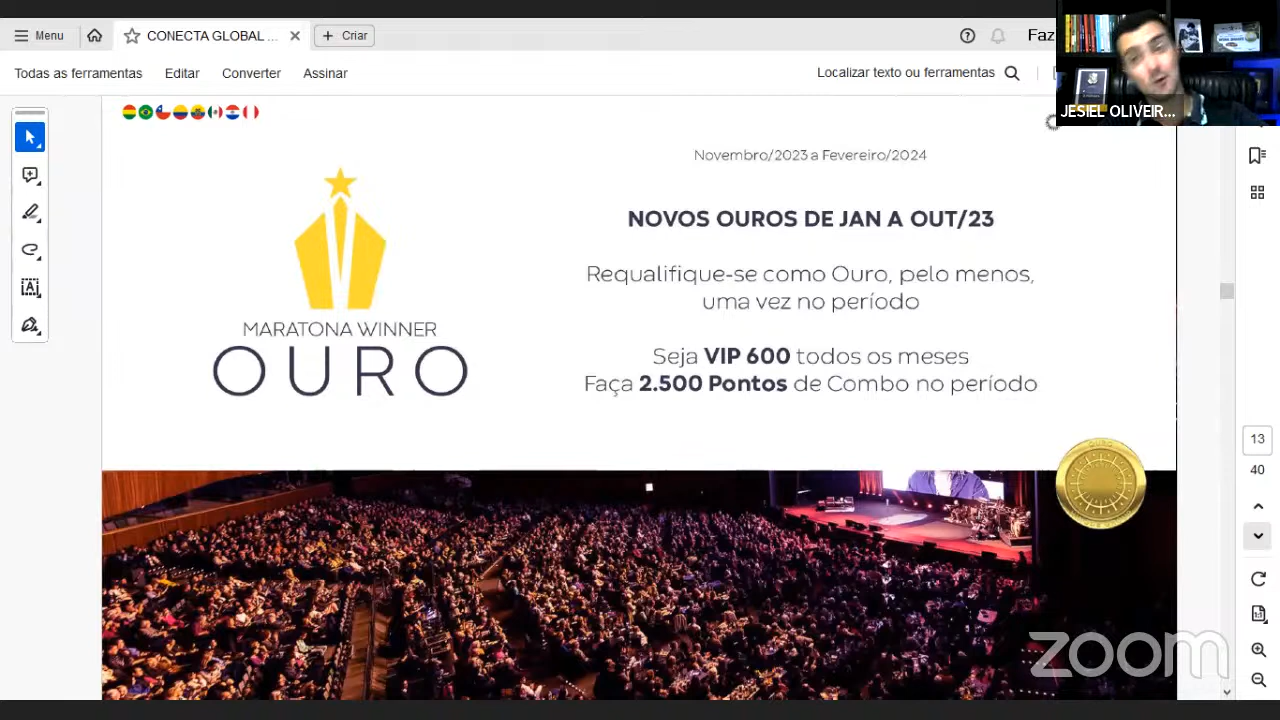 Menu
CONECTA GLOBAL ...
Criar
Faz
Todas as ferramentas
Editar
Converter
Assinar
Localizar texto ou ferramentas
JESIEL OLIVEIR...
Novembro/2023 a Fevereiro/2024
NOVOS OUROS DE JAN A OUT/23
Requalifique-se como Ouro, pelo menos,
uma vez no período
Seja VIP 600 todos os meses
Faça 2.500 Pontos de Combo no período
MARATONA WINNER
OURO
13
40
zoom